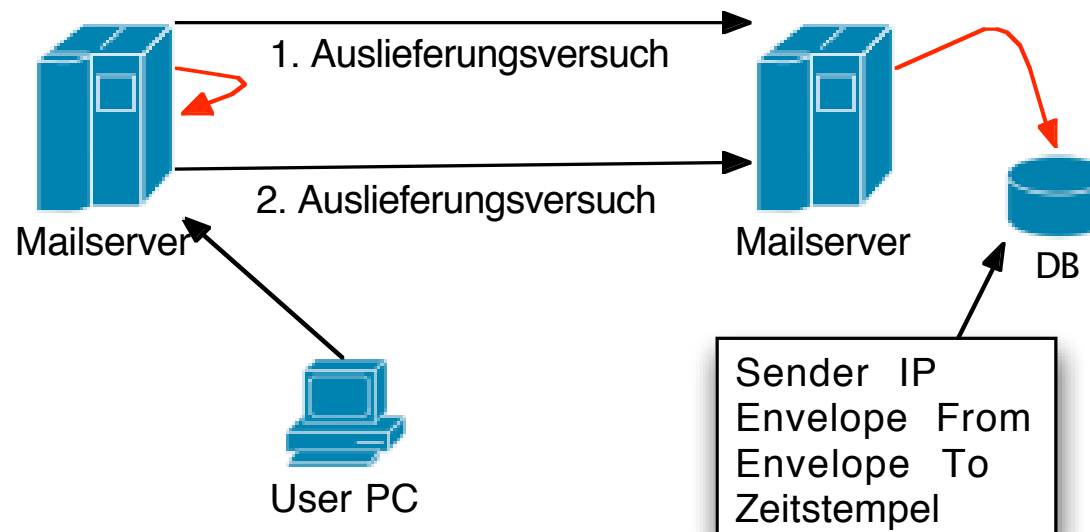 1. Auslieferungsversuch
2. Auslieferungsversuch
Mailserver
Mailserver
DB
User PC
Sender IP
Envelope From
Envelope To
Zeitstempel